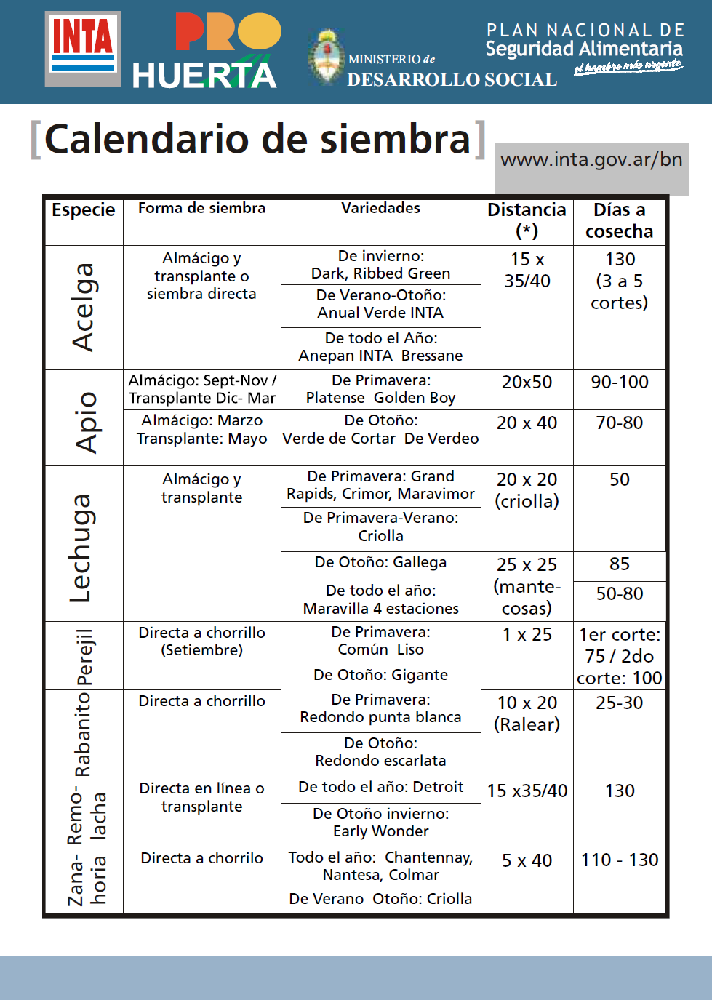 INTA
PRO
HUERTA
MINISTERIO de
DESARROLLO SOCIAL
PLAN NACIONAL DE
Seguridad Alimentaria
el hambre más urgente
[Calendario de siembra]
www.inta.gov.ar/bn
Especie
Forma de siembra
Variedades
Distancia
(*)
Días a
cosecha
Acelga
Almácigo y
transplante o
siembra directa
De invierno:
Dark, Ribbed Green
De Verano-Otoño:
Anual Verde INTA
De todo el Año:
Anepan INTA  Bressane
15 x
35/40
130
(3 a 5
cortes)
Apio
Almácigo: Sept-Nov /
Transplante Dic- Mar
De Primavera:
Platense  Golden Boy
20x50
90-100
Almácigo: Marzo
Transplante: Mayo
De Otoño:
Verde de Cortar  De Verdeo
20 x 40
70-80
Lechuga
Almácigo y
transplante
De Primavera: Grand
Rapids, Crimor, Maravimor
De Primavera-Verano:
Criolla
20 x 20
(criolla)
50
De Otoño: Gallega
De todo el año:
Maravilla 4 estaciones
25 x 25
(mante-
cosas)
85
50-80
Perejil
Directa a chorrillo
(Setiembre)
De Primavera:
Común  Liso
De Otoño: Gigante
1 x 25
1er corte:
75 / 2do
corte: 100
Rabanito
Directa a chorrillo
De Primavera:
Redondo punta blanca
De Otoño:
Redondo escarlata
10 x 20
(Ralear)
25-30
Remo-
lacha
Directa en línea o
transplante
De todo el año: Detroit
De Otoño invierno:
Early Wonder
15 x35/40
130
Zana-
horia
Directa a chorrilo
Todo el año:  Chantennay,
Nantesa, Colmar
De Verano  Otoño: Criolla
5 x 40
110 - 130